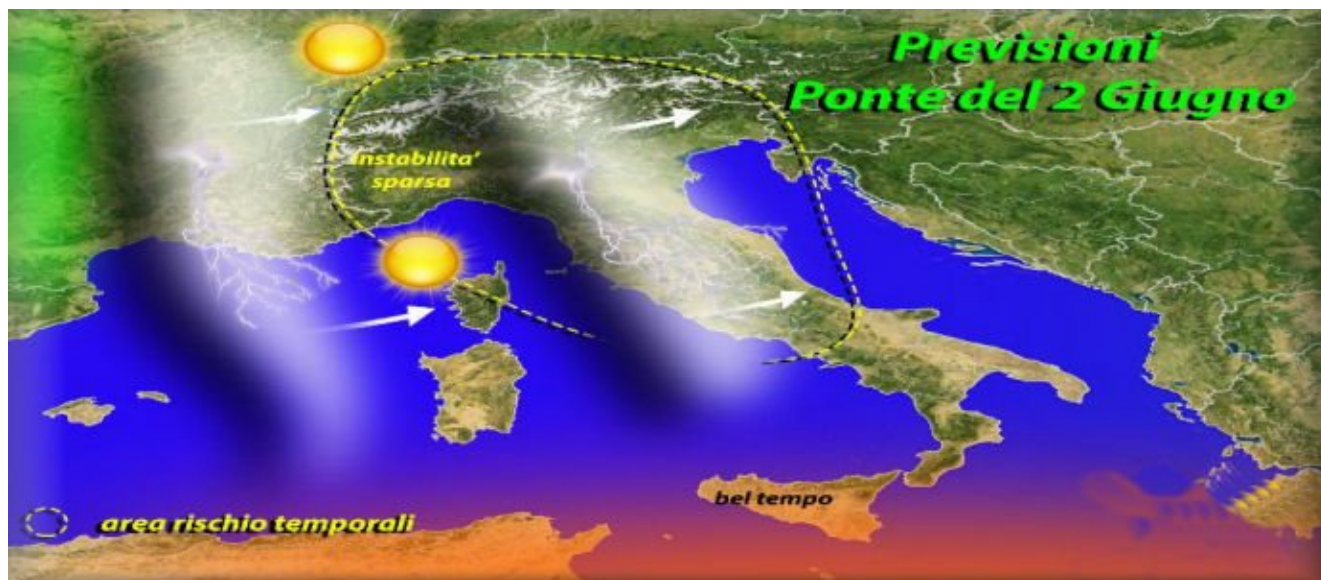 Previsioni
Ponte del 2 Giugno
instabilita'
sparsa
bel tempo
area rischio temporali